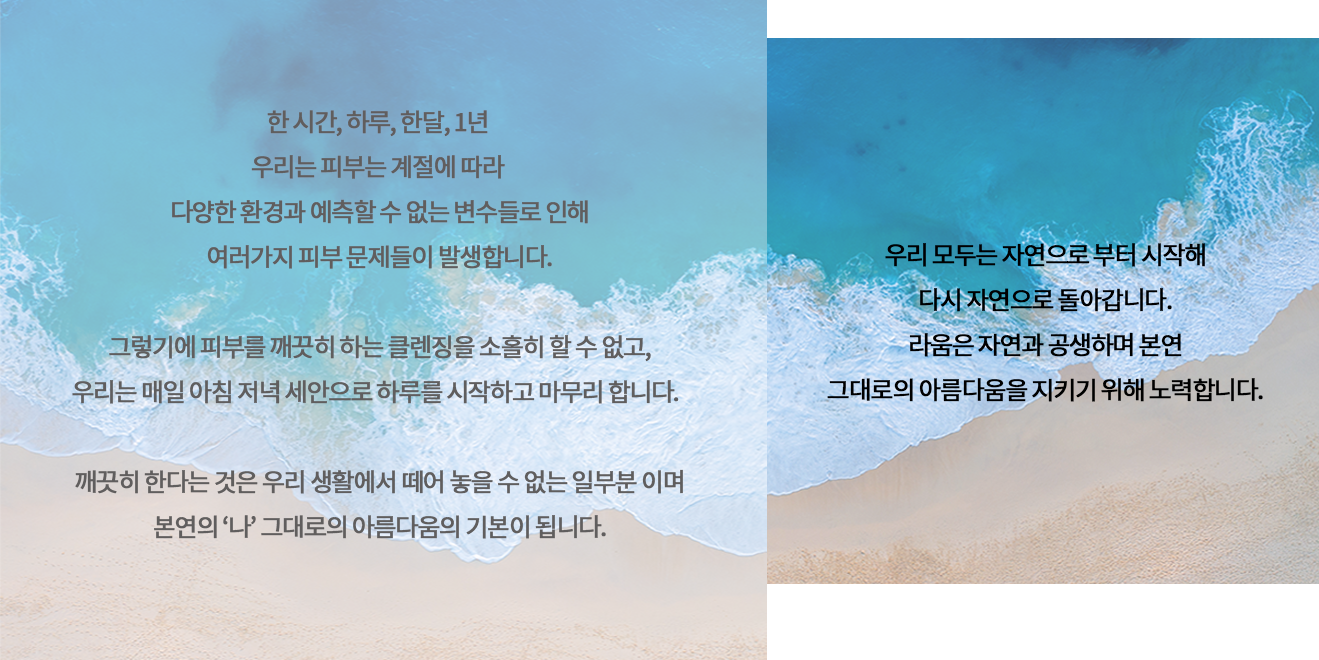 한 시간, 하루, 한달, 1년
우리는 피부는 계절에 따라
다양한 환경과 예측할 수 없는 변수들로 인해
여러가지 피부 문제들이 발생합니다.
그렇기에 피부를 깨끗히 하는 클렌징을 소홀히 할 수 없고,
우리는 매일 아침 저녁 세안으로 하루를 시작하고 마무리 합니다.
깨끗히 한다는 것은 우리 생활에서 떼어 놓을 수 없는 일부분 이며
본연의 ‘나’ 그대로의 아름다움의 기본이 됩니다.
우리 모두는 자연으로 부터 시작해
다시 자연으로 돌아갑니다.
라움은 자연과 공생하며 본연
그대로의 아름다움을 지키기 위해 노력합니다.